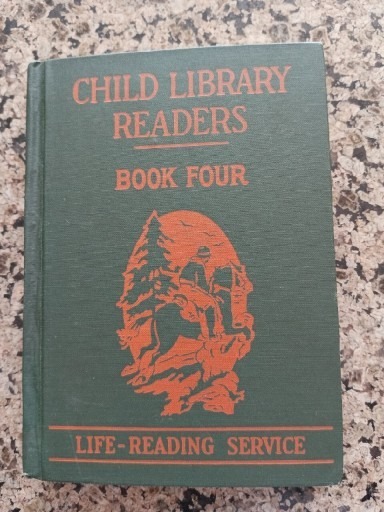 CHILD LIBRARY
READERS
BOOK FOUR
LIFE-READING SERVICE